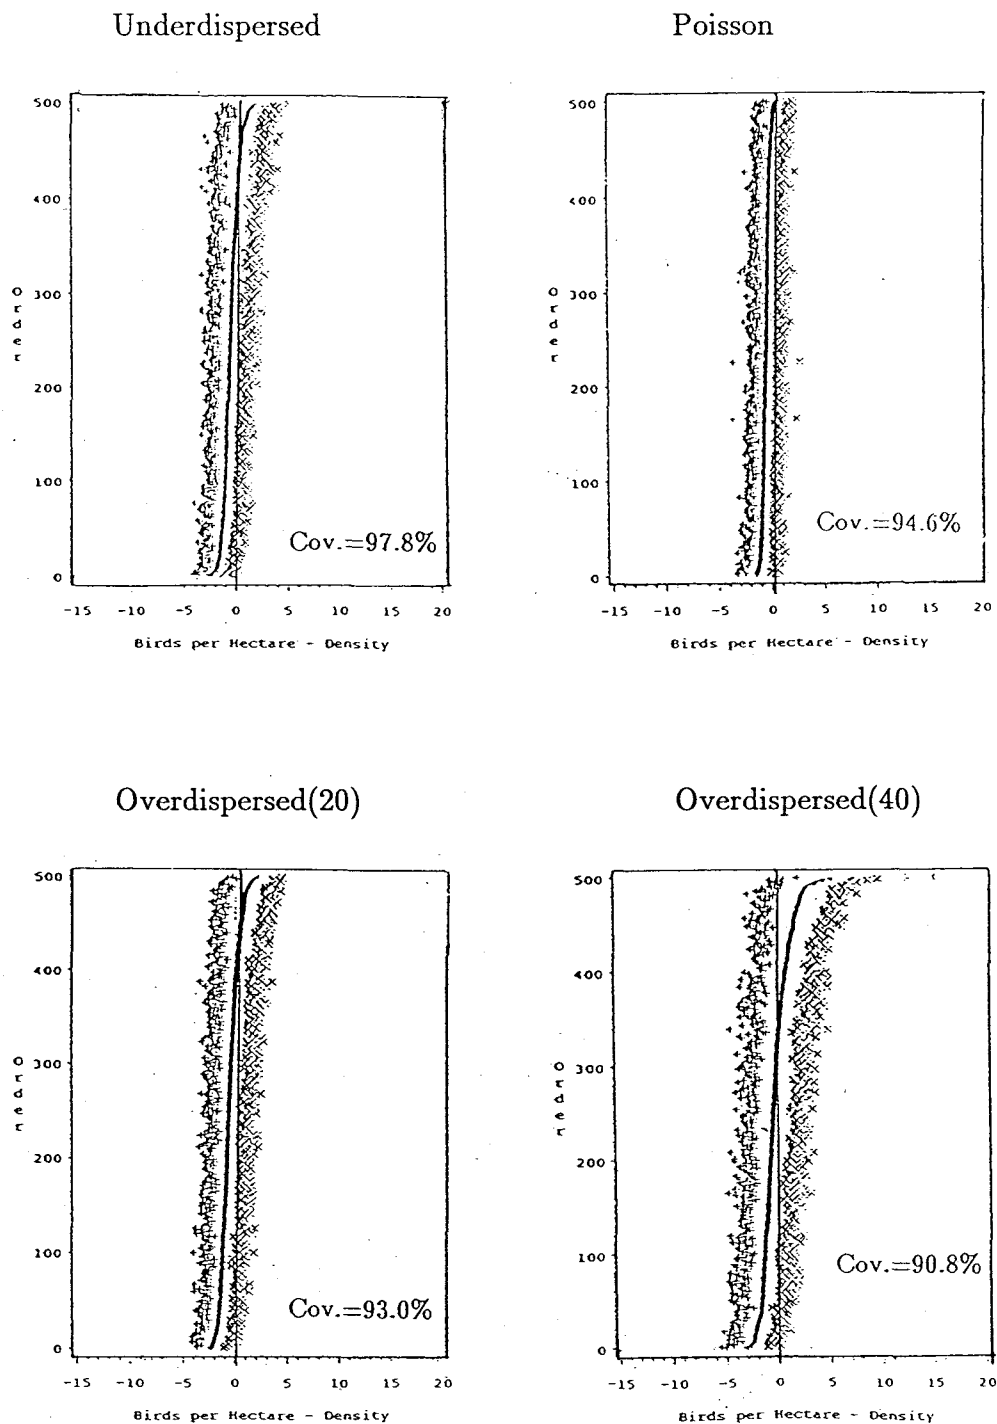 Underdispersed
Poisson
500
400
300
200
100
0
Order
Cov.=97.8%
-15 -10 -5 0 5 10 15 20
Birds per Hectare - Density
500
400
300
200
100
0
Order
Cov.=94.6%
-15 -10 -5 0 5 10 15 20
Birds per Hectare - Density
Overdispersed(20)
Overdispersed(40)
500
400
300
200
100
0
Order
Cov.=93.0%
-15 -10 -5 0 5 10 15 20
Birds per Hectare - Density
500
400
300
200
100
0
Order
Cov.=90.8%
-15 -10 -5 0 5 10 15 20
Birds per Hectare - Density